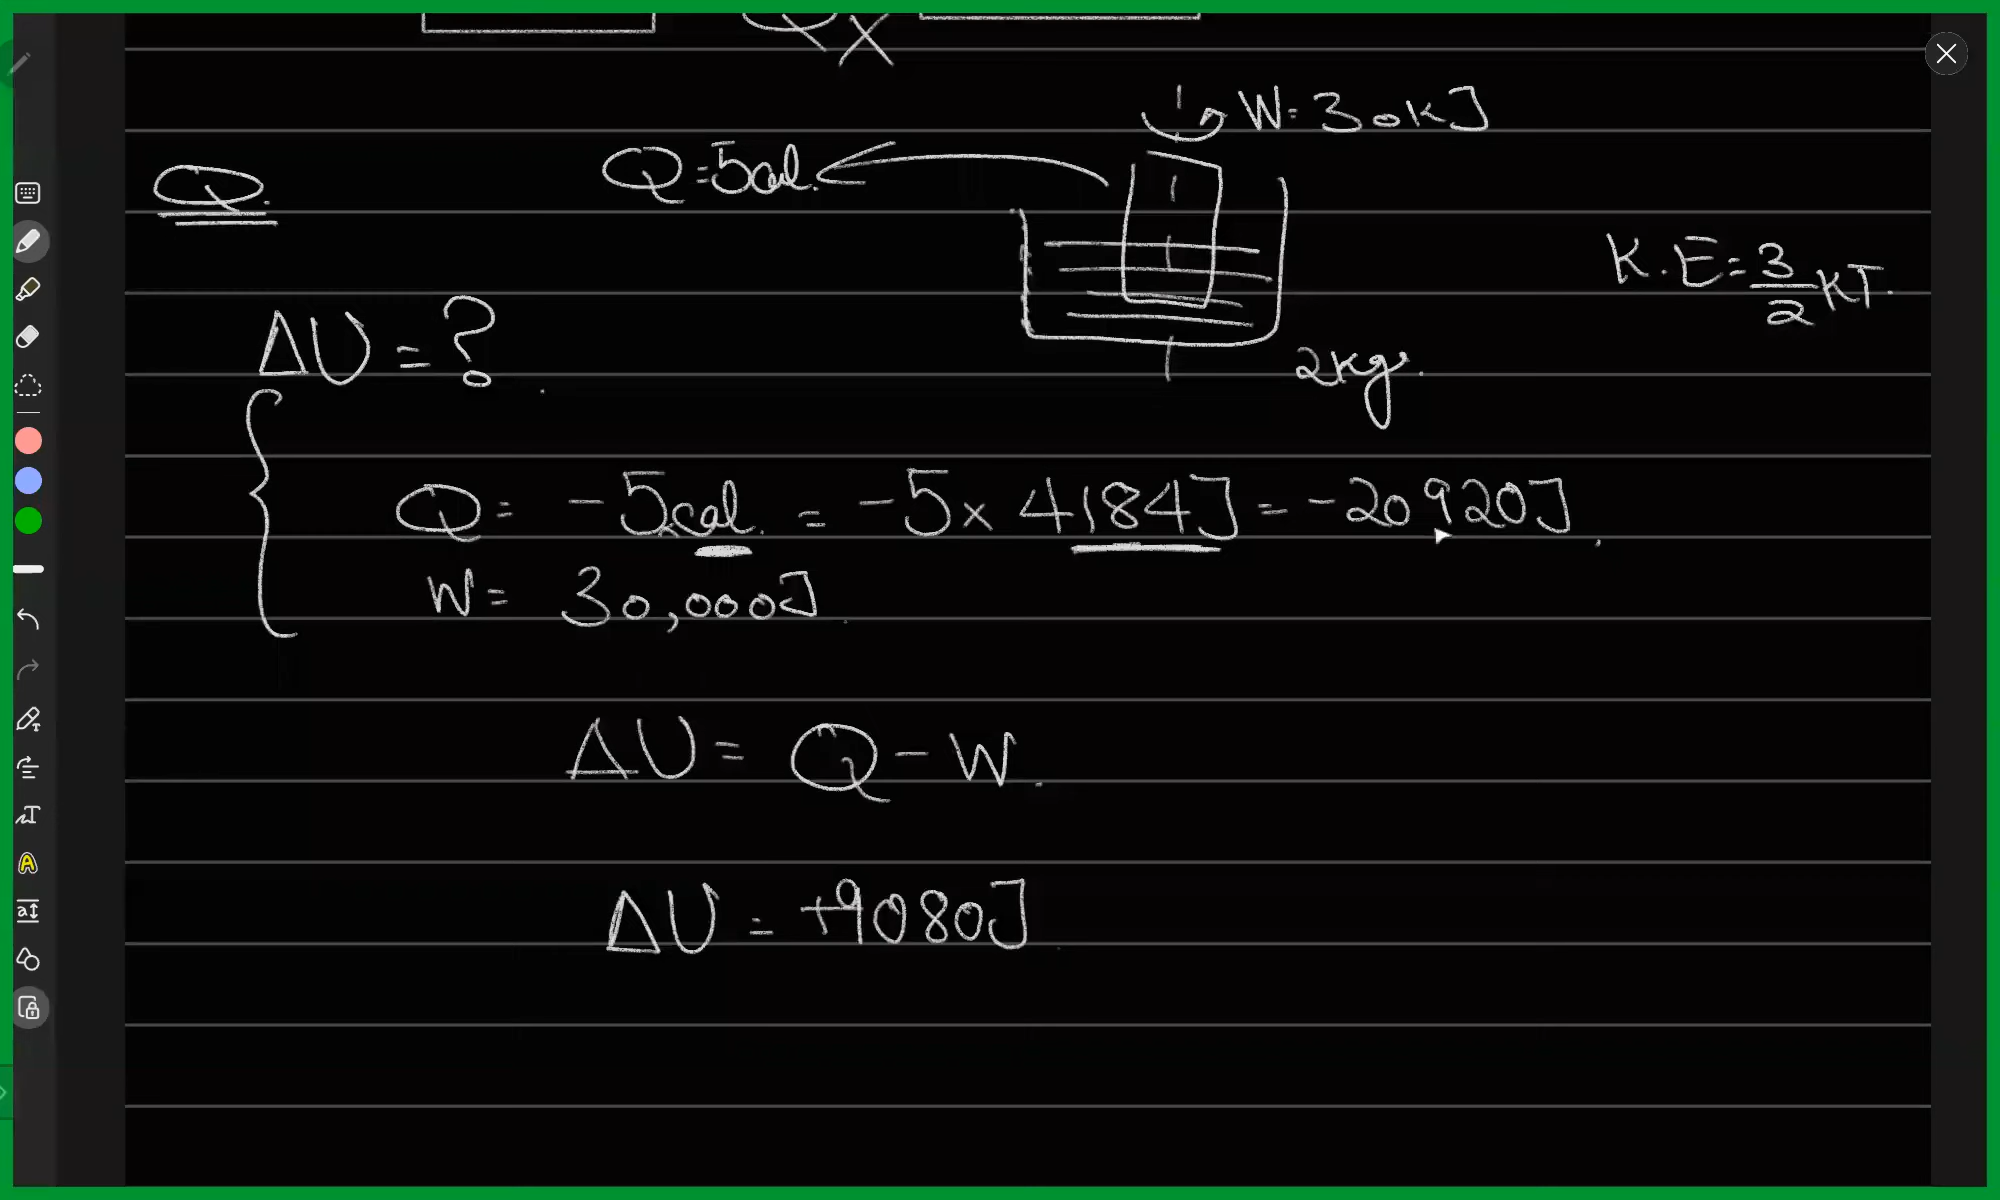 Q X
W = 30KJ
Q.
Q = 5cal.
K.E = 3/2 KT.
ΔU = ?
2kg.
Q = - 5cal. = - 5 × 4184J = - 20920J.
W = 30,000J.
ΔU = Q - W.
ΔU = +9080J.